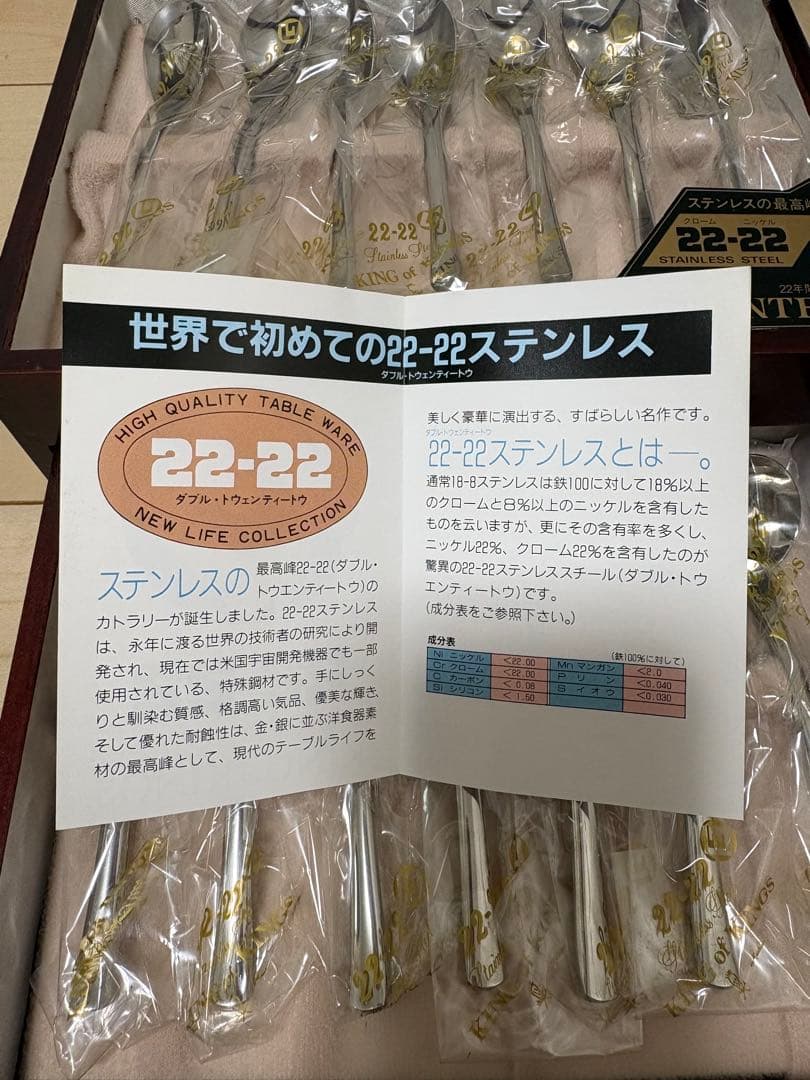 22-22
Stainless Steel
KING of KINGS
ステンレスの最高峰
クローム ニッケル
22-22
STAINLESS STEEL
22年間
世界で初めての22-22ステンレス
ダブル・トウェンティートウ
HIGH QUALITY TABLE WARE
22-22
ダブル・トウェンティートウ
NEW LIFE COLLECTION
ステンレスの最高峰22-22(ダブル・
トウエンティートウ)の
カトラリーが誕生しました。22-22ステンレス
は、永年に渡る世界の技術者の研究により開
発され、現在では米国宇宙開発機器でも一部
使用されている、特殊鋼材です。手にしっく
りと馴染む質感、格調高い気品、優美な輝き、
そして優れた耐蝕性は、金・銀に並ぶ洋食器素
材の最高峰として、現代のテーブルライフを
美しく豪華に演出する、すばらしい名作です。
ダブル・トウェンティートウ
22-22ステンレスとは―。
通常18-8ステンレスは鉄100に対して18%以上
のクロームと8%以上のニッケルを含有した
ものを云いますが、更にその含有率を多くし、
ニッケル22%、クローム22%を含有したのが
驚異の22-22ステンレススチール(ダブル・トウ
エンティートウ)です。
(成分表をご参照下さい。)
成分表 (鉄100%に対して)
Ni ニッケル <22.00 Mn マンガン <2.0
Cr クローム <22.00 P リン <0.040
C カーボン < 0.08 S イオウ <0.030
Si シリコン < 1.50
22-22
KING of KINGS